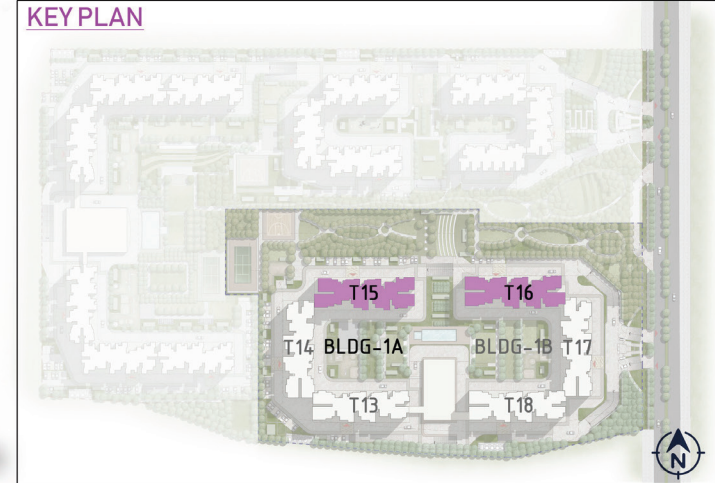 KEY PLAN
T15
T16
T14
BLDG-1A
BLDG-1B
T17
T13
T18
N